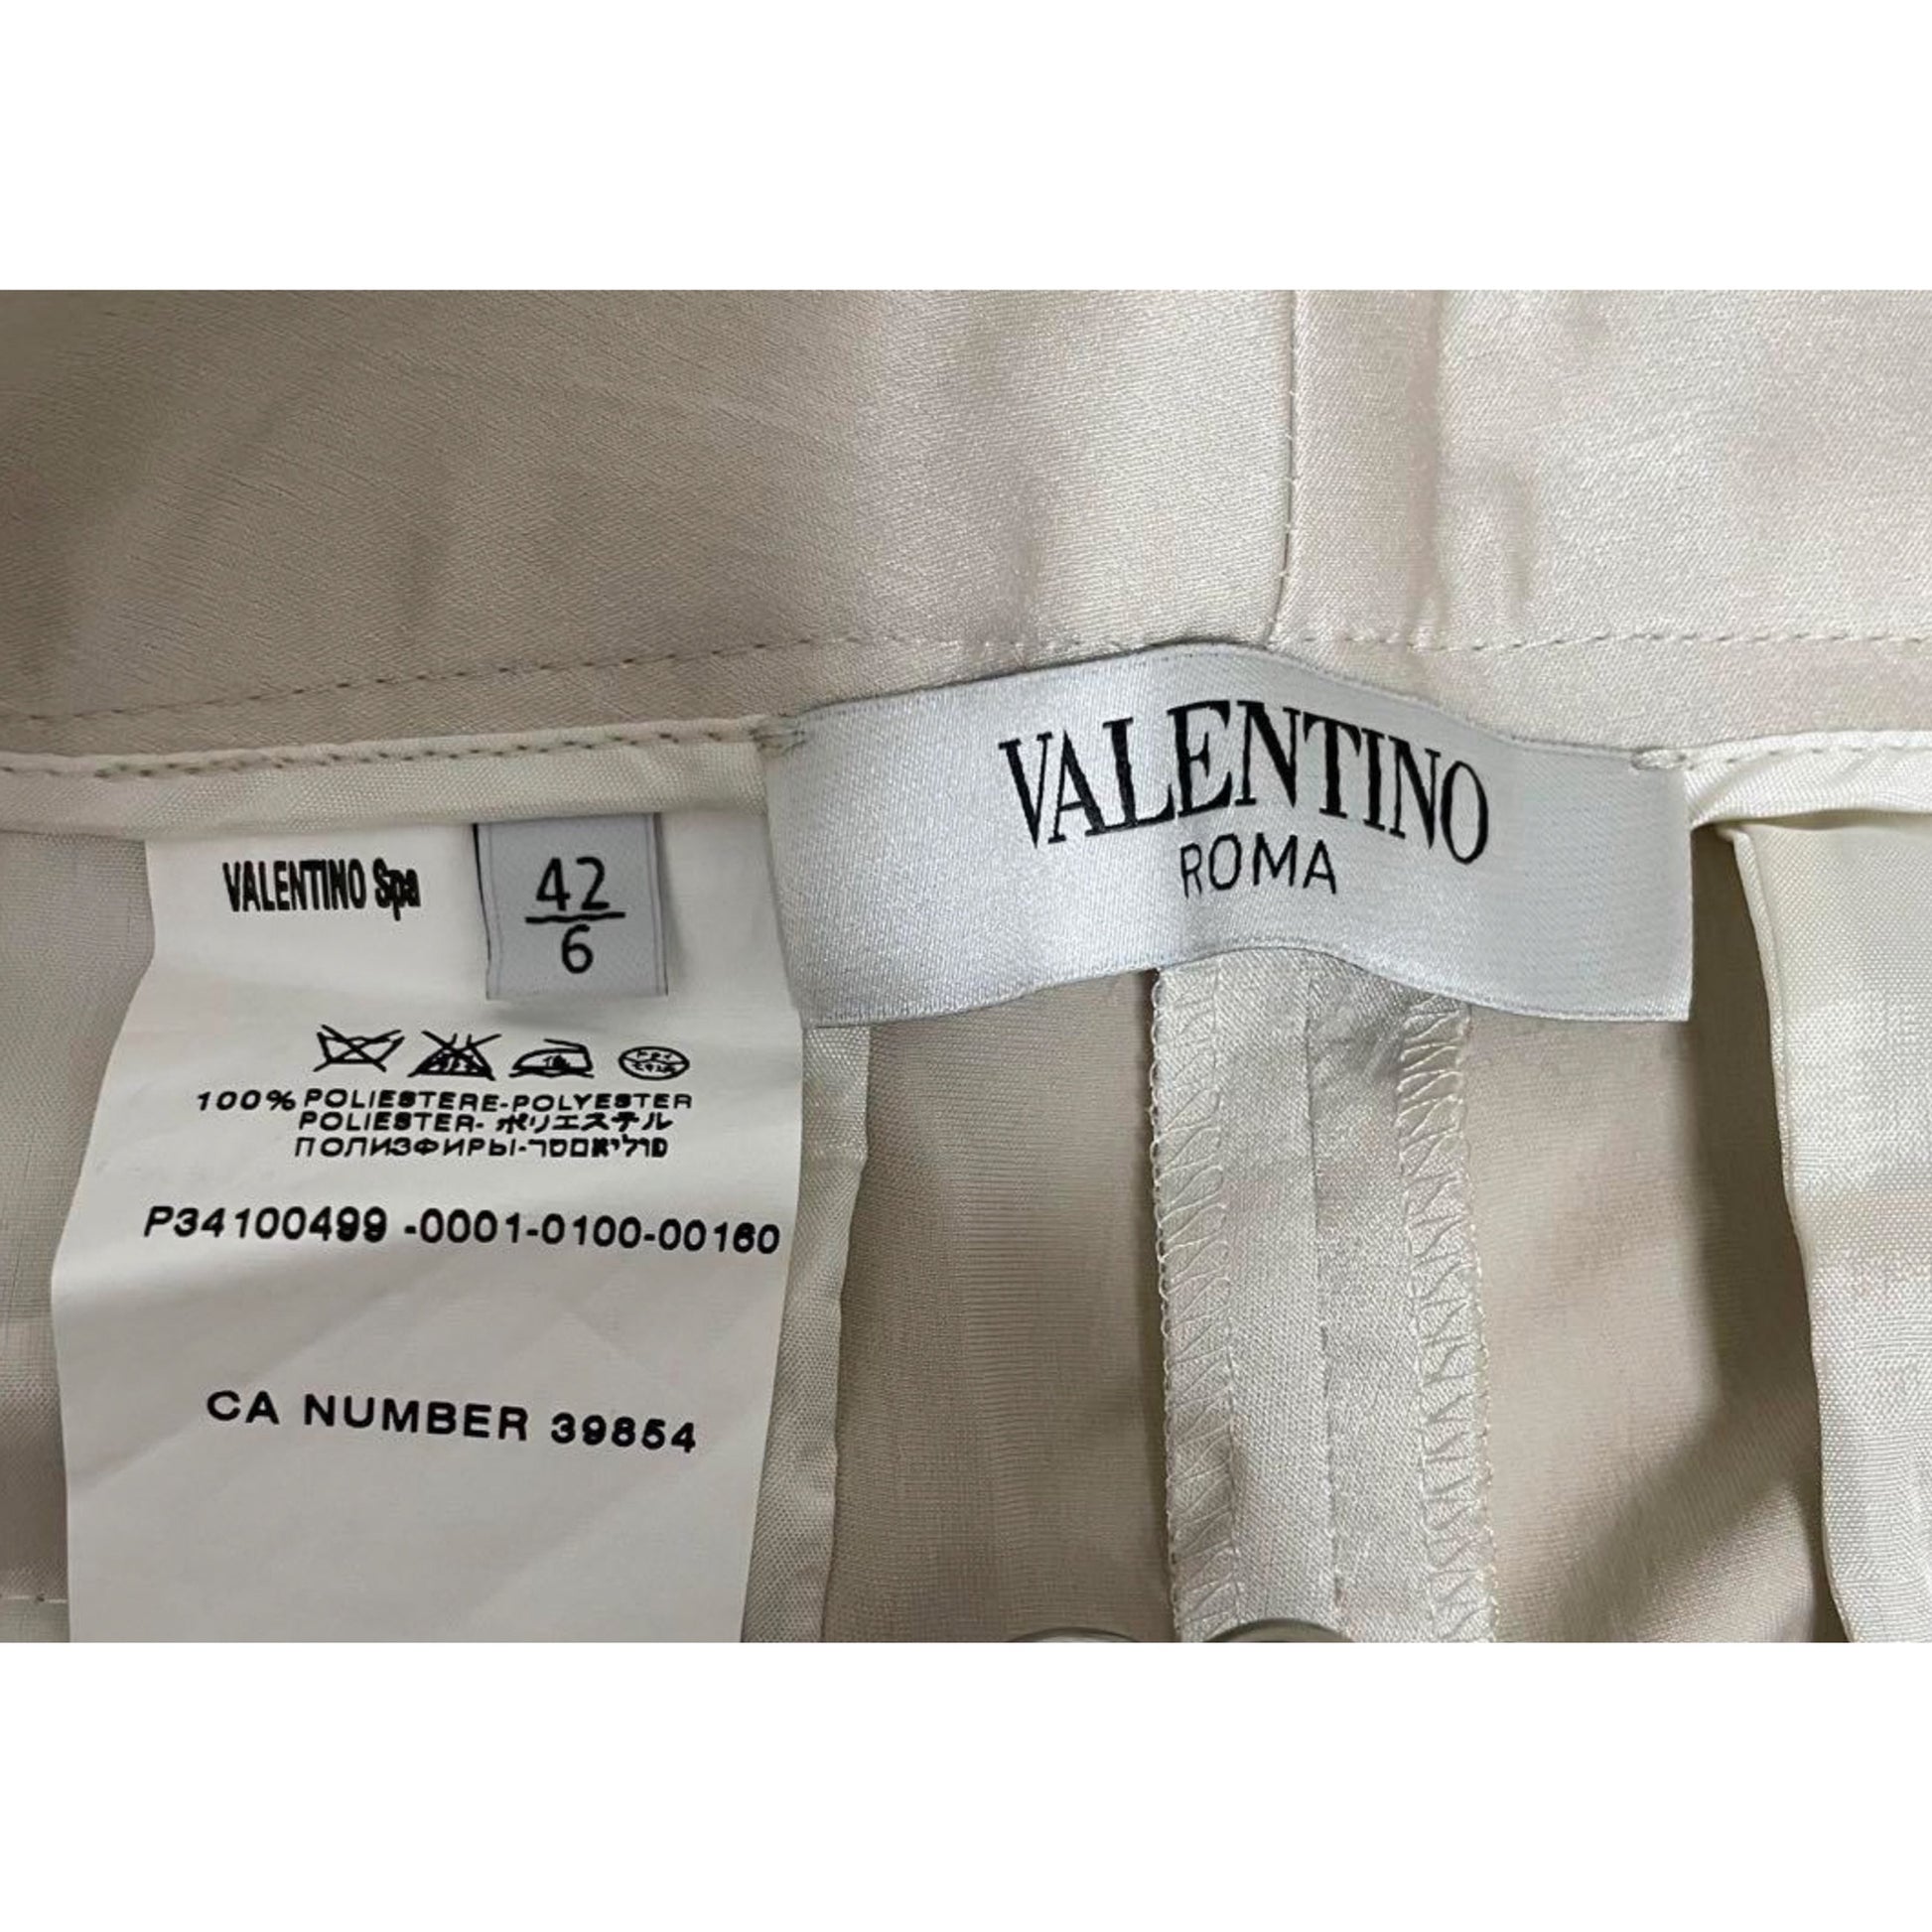 VALENTINO
ROMA
VALENTINO Spa
42
6
100% POLIESTERE-POLYESTER
POLIESTER- ポリエステル
ПОЛИЭФИРЫ-פוליאסטר
P34100499 -0001-0100-00160
CA NUMBER 39854